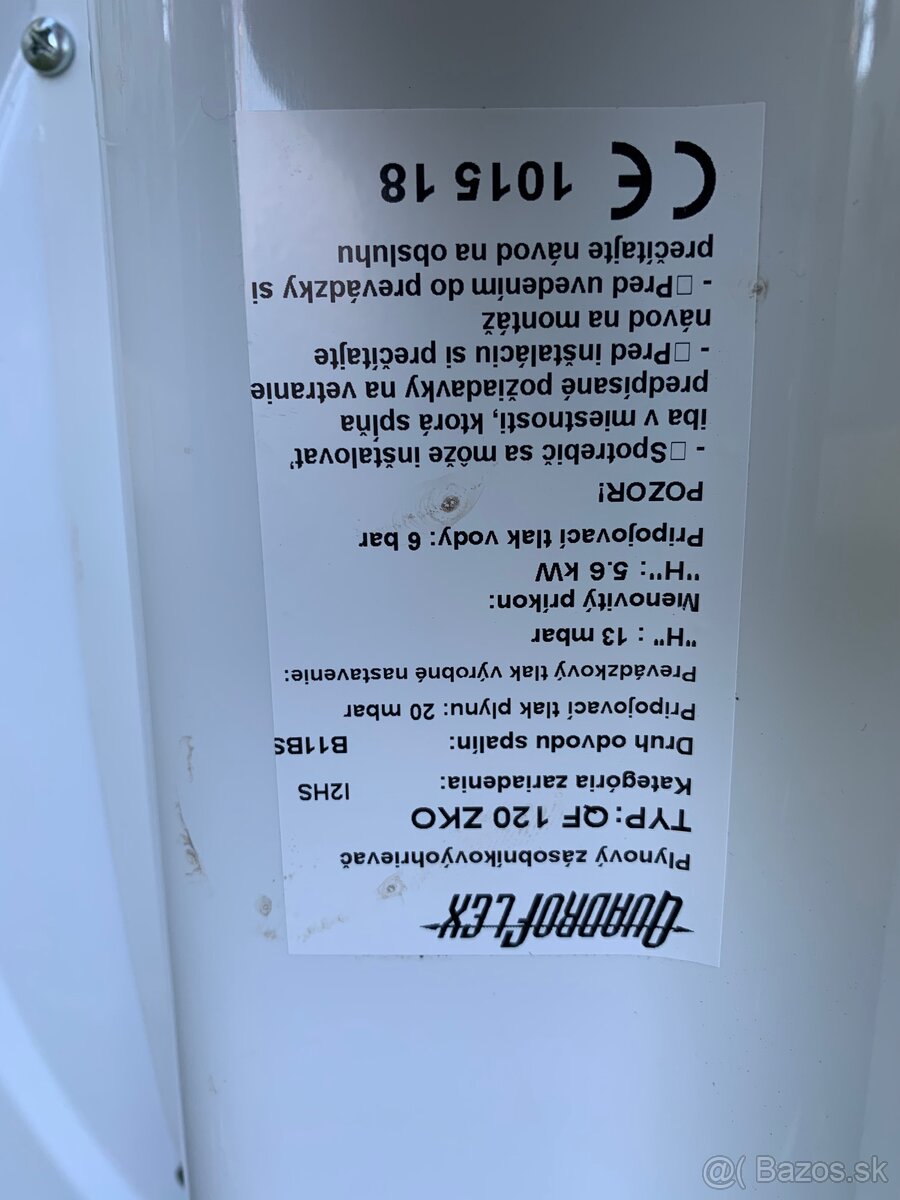 QUADROFLEX
Plynový zásobníkovýohrievač
TYP: QF 120 ZKO
Kategória zariadenia: I2HS
Druh odvodu spalín: B11BS
Pripojovací tlak plynu: 20 mbar
Prevádzkový tlak výrobné nastavenie:
"H" : 13 mbar
Menovitý príkon:
"H": 5.6 kW
Pripojovací tlak vody: 6 bar
POZOR!
- □Spotrebič sa môže inštalovať
iba v miestnosti, ktorá spĺňa
predpísané požiadavky na vetranie
- □Pred inštaláciu si prečítajte
návod na montáž
- □Pred uvedením do prevádzky si
prečítajte návod na obsluhu
CE 1015 18
@( Bazos.sk